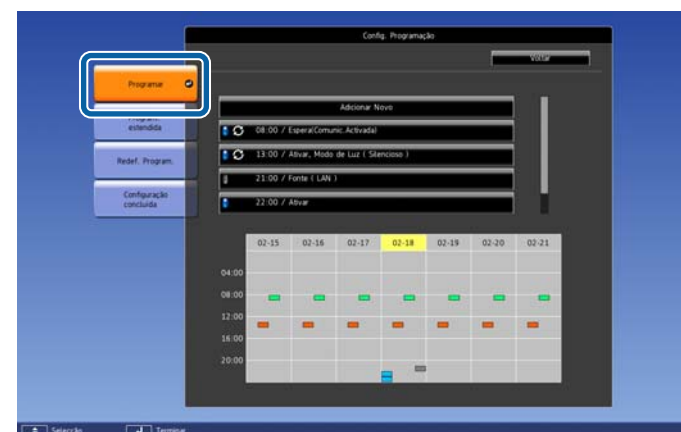 Config. Programação
Voltar
Programar
Program.
estendida
Redef. Program.
Configuração
concluída
Adicionar Novo
08:00 / Espera(Comunic.Activada)
13:00 / Ativar, Modo de Luz ( Silencioso )
21:00 / Fonte ( LAN )
22:00 / Ativar
02-15 02-16 02-17 02-18 02-19 02-20 02-21
04:00
08:00
12:00
16:00
20:00
Selecção Terminar